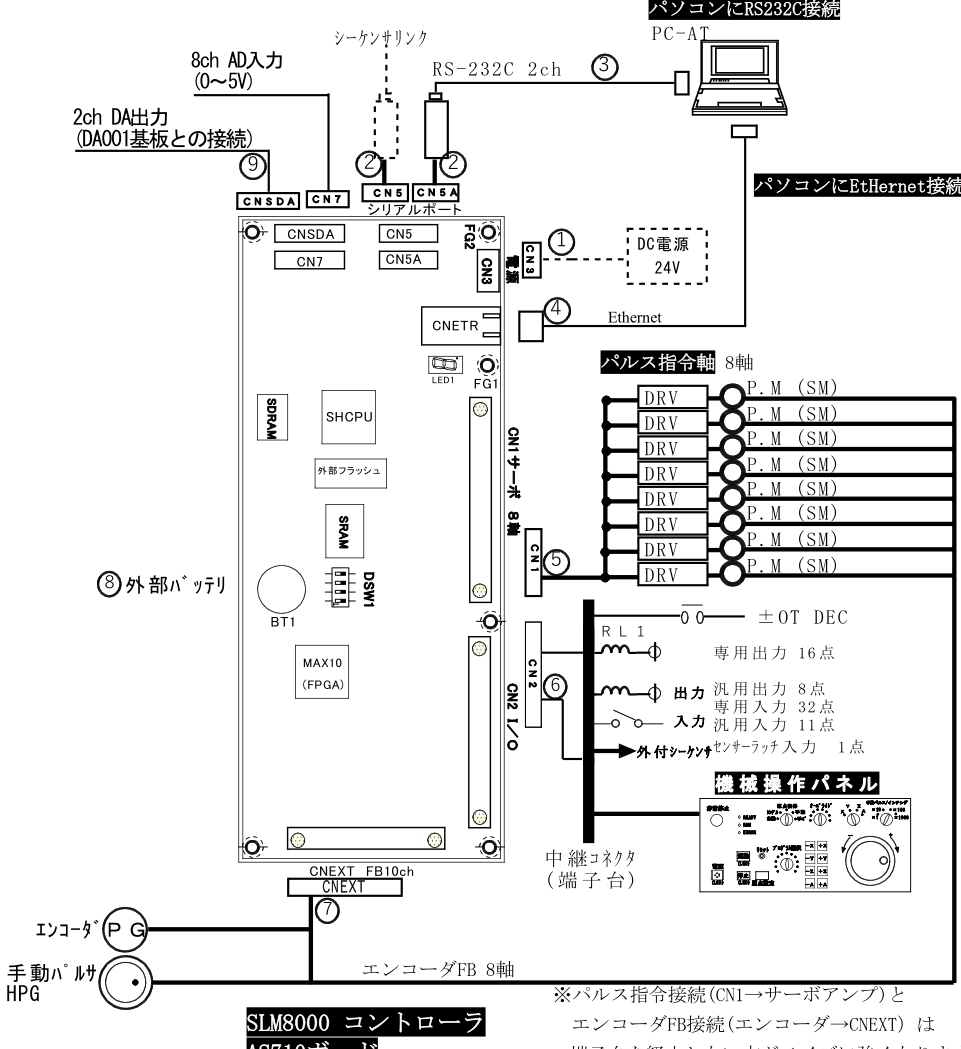 パソコンにRS232C接続
PC-AT
シーケンサリンク
8ch AD入力
(0～5V)
RS-232C 2ch
③
2ch DA出力
(DA001基板との接続)
⑨
②
②
パソコンにEtHernet接続
CNSDA
CN7
CN5
CN5A
シリアルポート
CNSDA
CN5
CN7
CN5A
FG2
CN3
電源
CN3
①
DC電源
24V
CNETR
④
Ethernet
LED1
FG1
パルス指令軸 8軸
DRV
P.M (SM)
DRV
P.M (SM)
DRV
P.M (SM)
DRV
P.M (SM)
DRV
P.M (SM)
DRV
P.M (SM)
DRV
P.M (SM)
DRV
P.M (SM)
SDRAM
SHCPU
外部フラッシュ
SRAM
CN1サーボ 8軸
CN1
⑤
⑧外部バッテリ
BT1
DSW1
MAX10
(FPGA)
CN2 I/O
CN2
⑥
±OT DEC
RL1
専用出力 16点
出力 汎用出力 8点
専用入力 32点
入力 汎用入力 11点
外付シーケンサ センサーラッチ入力 1点
機械操作パネル
中継コネクタ
(端子台)
CNEXT FB10ch
CNEXT
⑦
エンコーダ PG
手動パルサ
HPG
エンコーダFB 8軸
※パルス指令接続(CN1→サーボアンプ)と
エンコーダFB接続(エンコーダ→CNEXT) は
SLM8000 コントローラ